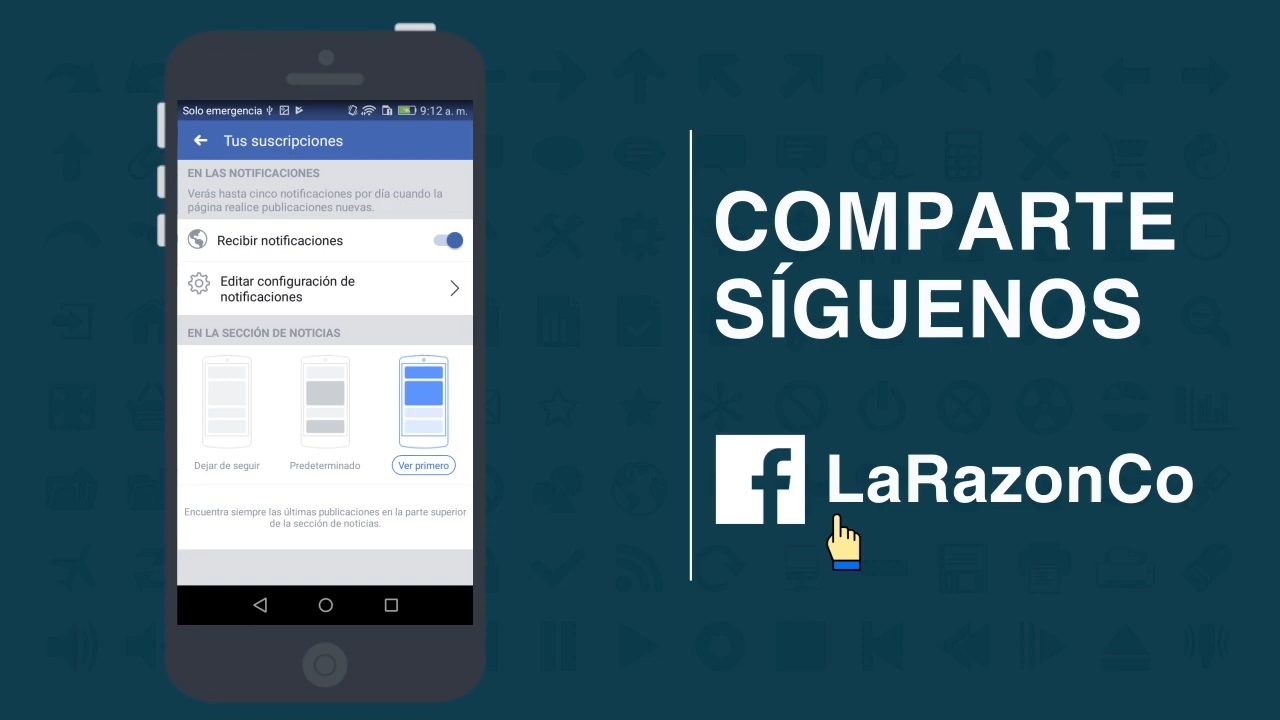 Solo emergencia
9:12 a. m.
Tus suscripciones
EN LAS NOTIFICACIONES
Verás hasta cinco notificaciones por día cuando la
página realice publicaciones nuevas.
Recibir notificaciones
Editar configuración de
notificaciones
EN LA SECCIÓN DE NOTICIAS
Dejar de seguir
Predeterminado
Ver primero
Encuentra siempre las últimas publicaciones en la parte superior
de la sección de noticias.
COMPARTE
SÍGUENOS
f LaRazonCo